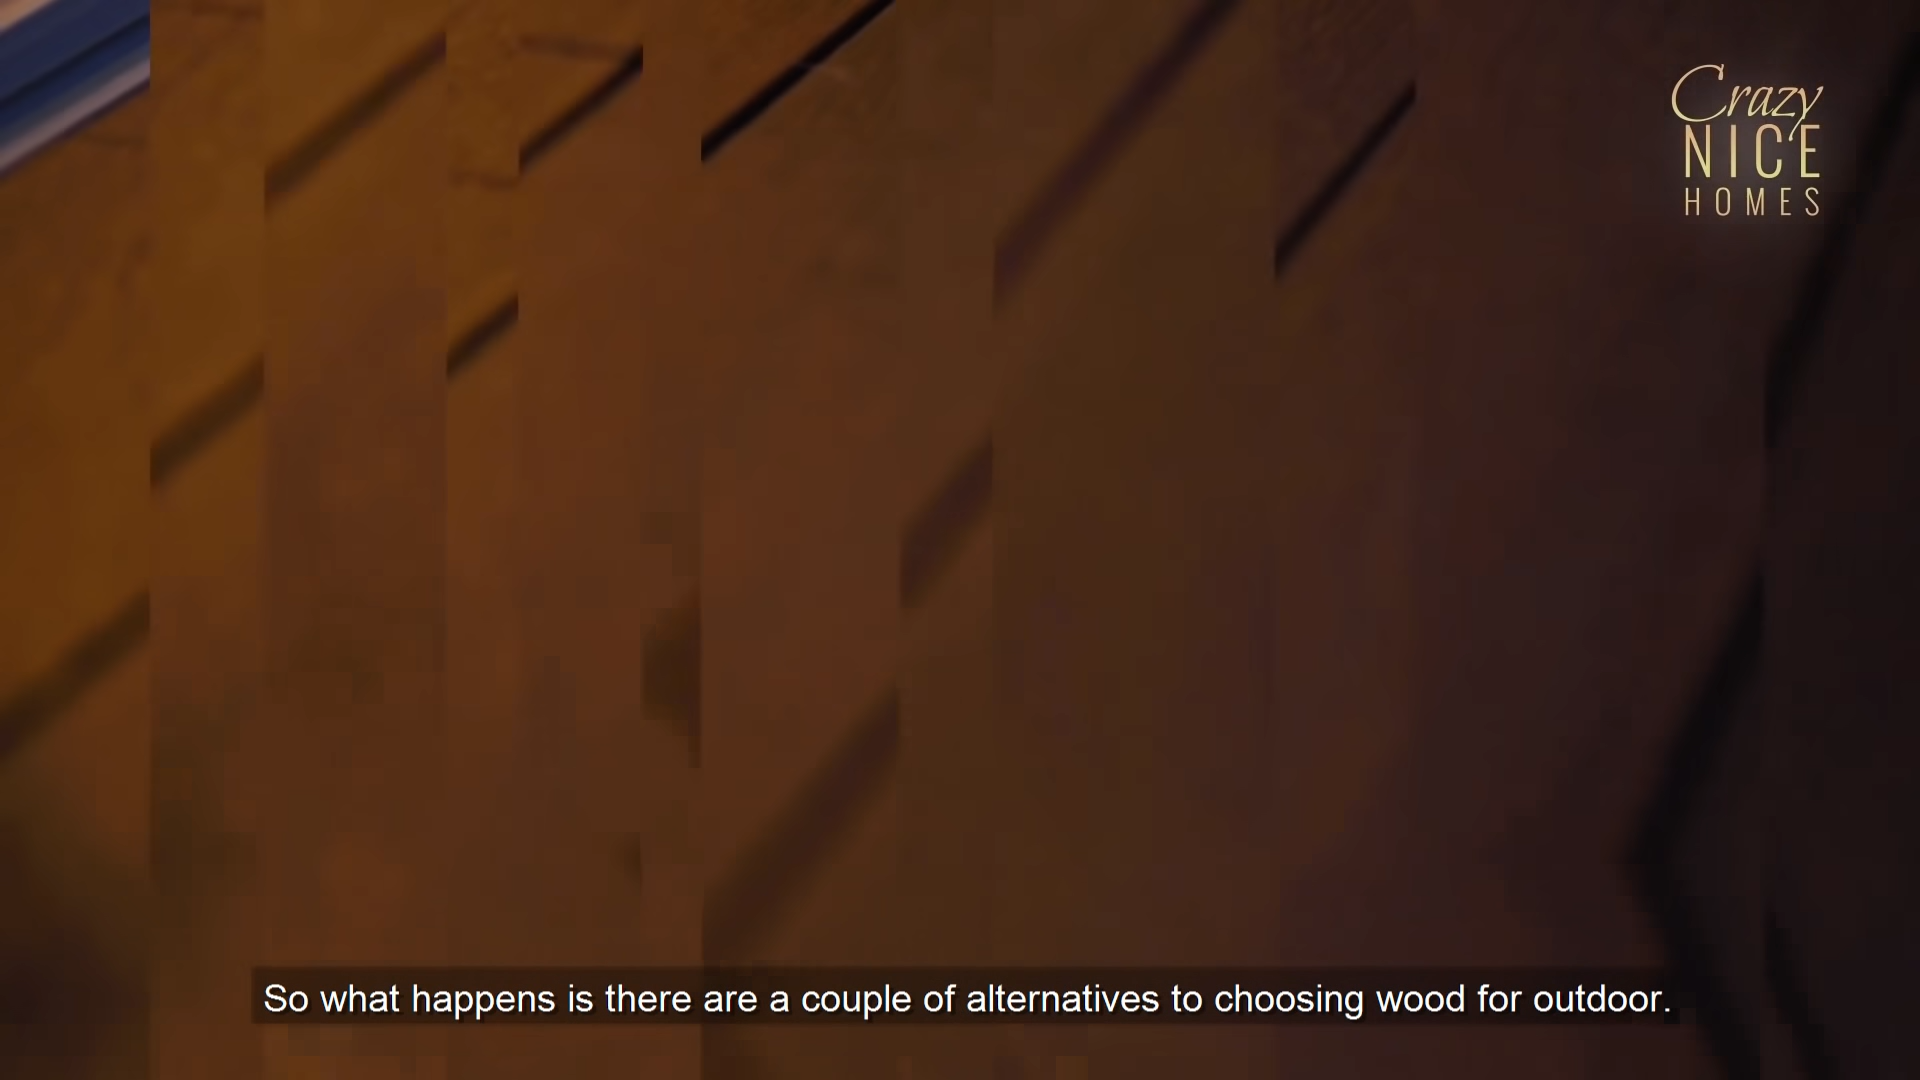 Crazy
NICE
HOMES
So what happens is there are a couple of alternatives to choosing wood for outdoor.